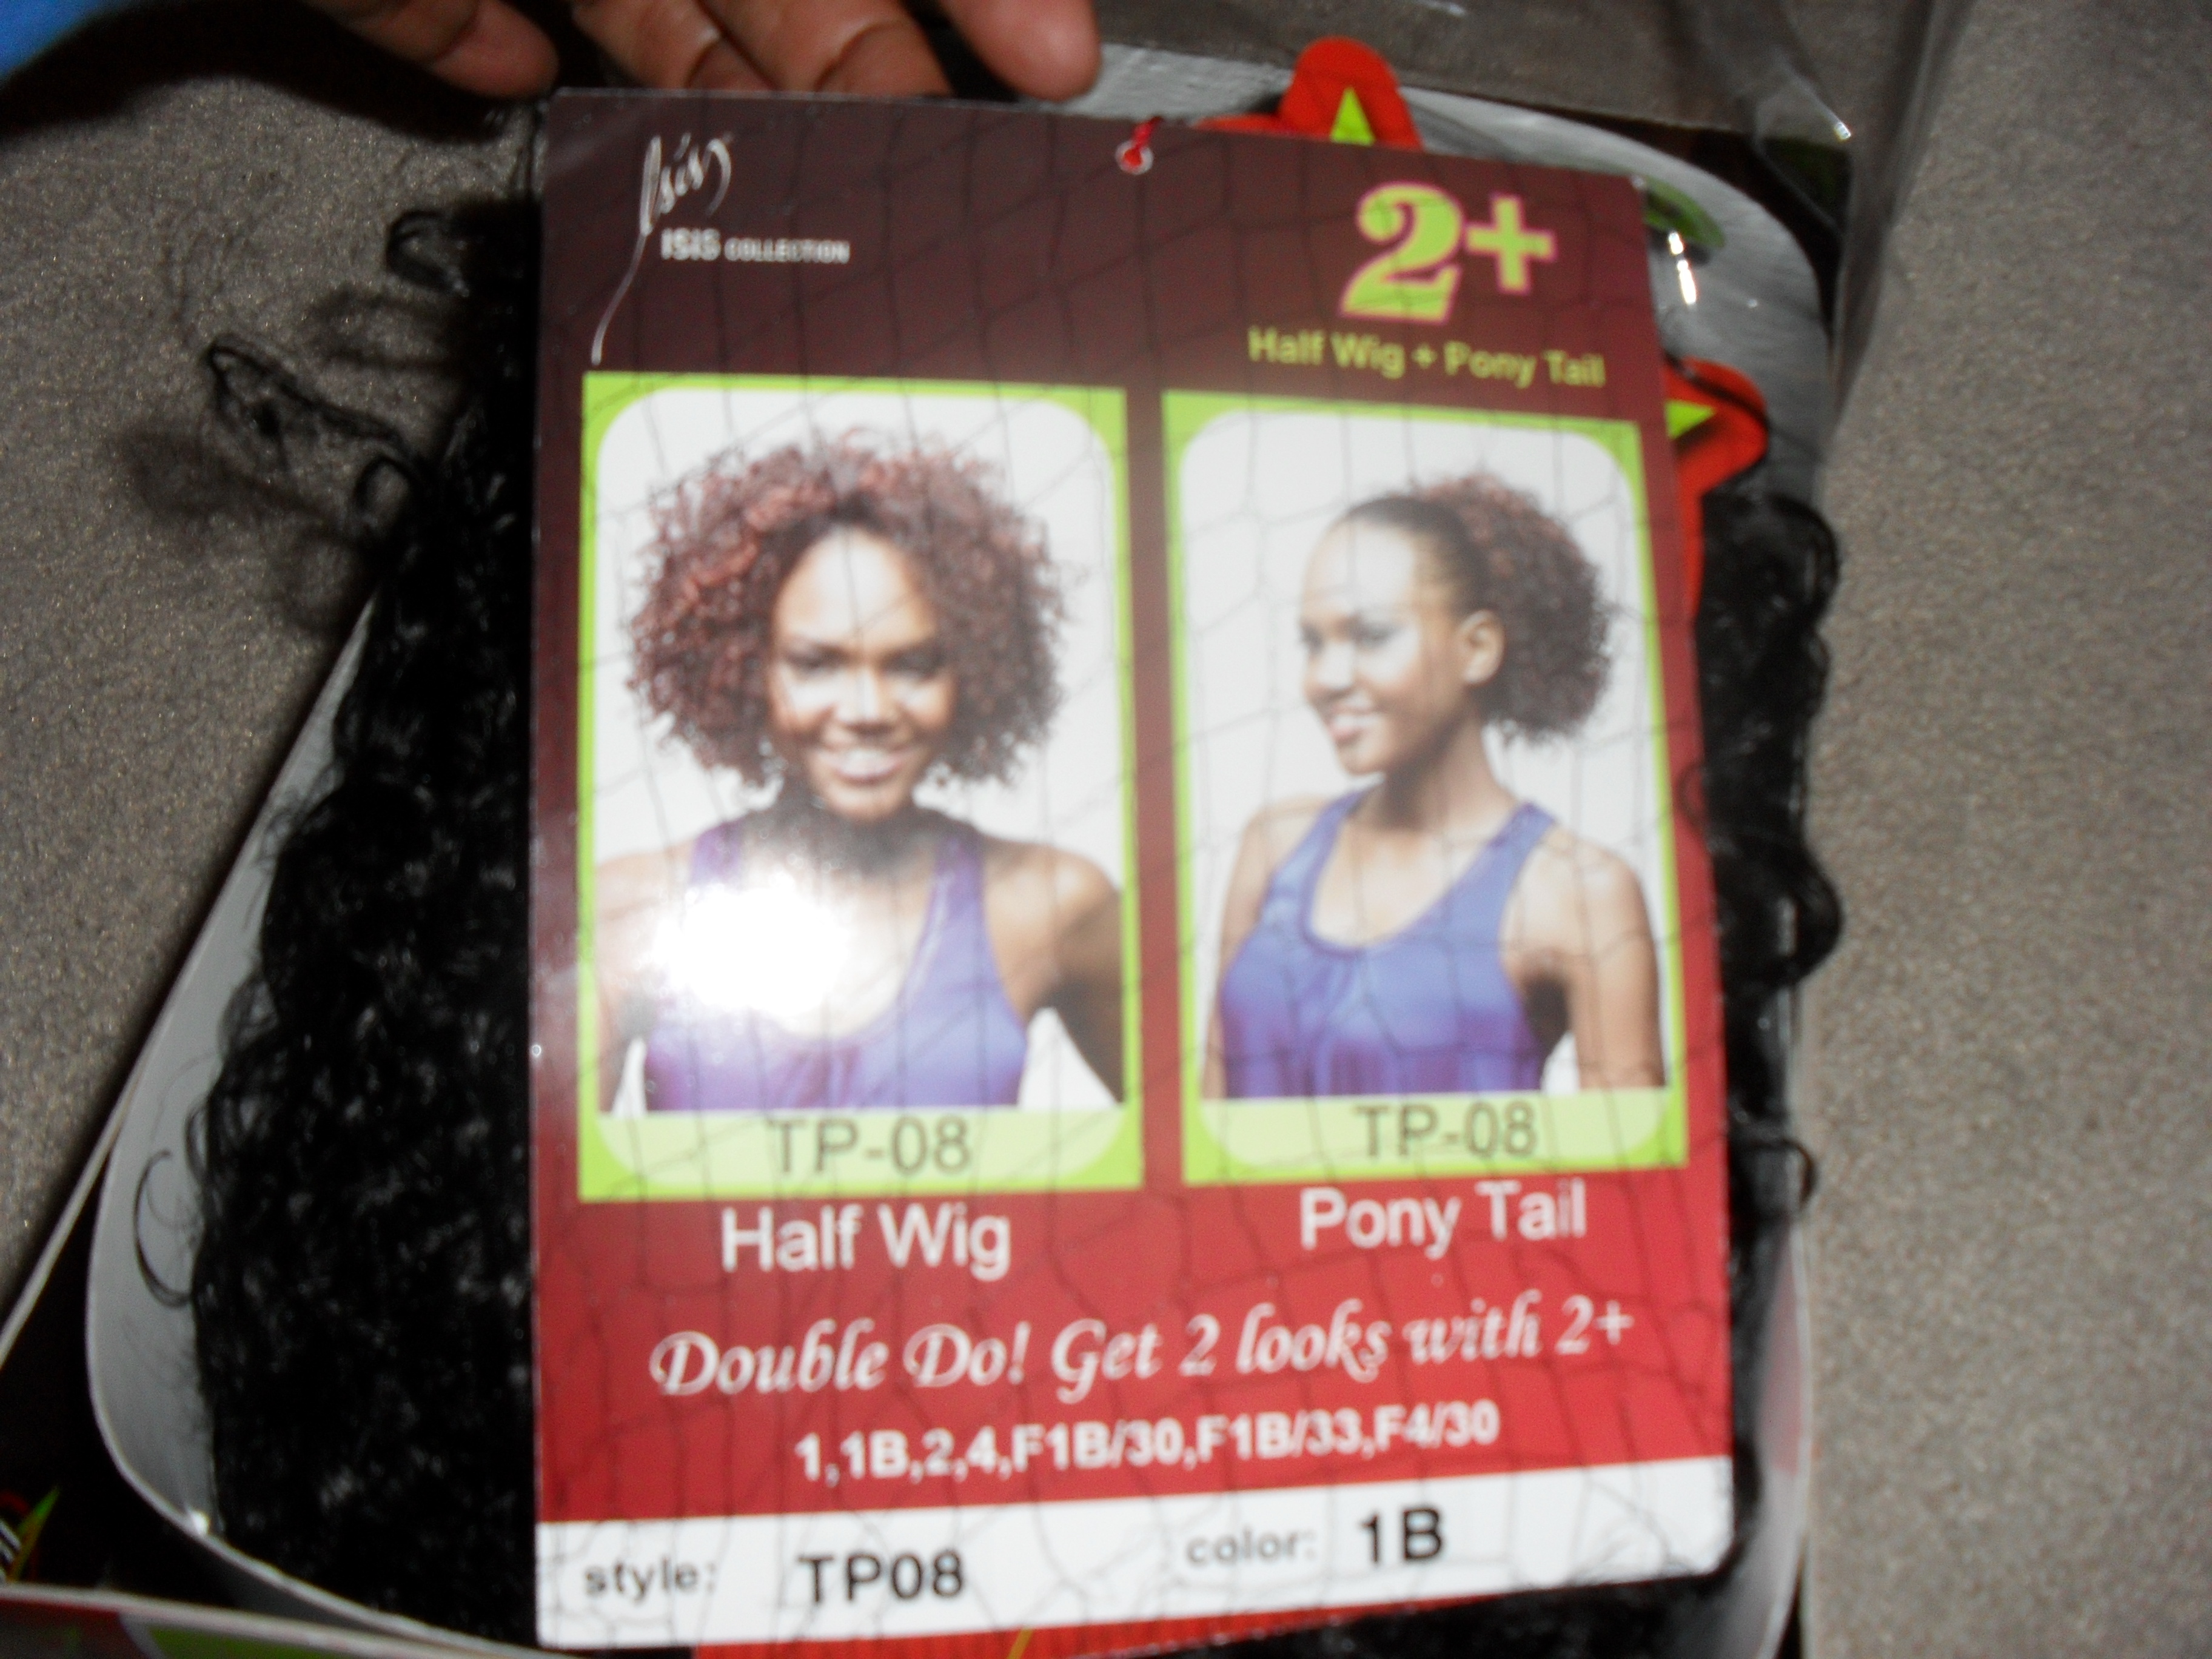 Isis
ISIS COLLECTION
2+
Half Wig + Pony Tail
TP-08
TP-08
Half Wig
Pony Tail
Double Do! Get 2 looks with 2+
1,1B,2,4,F1B/30,F1B/33,F4/30
style: TP08 color: 1B